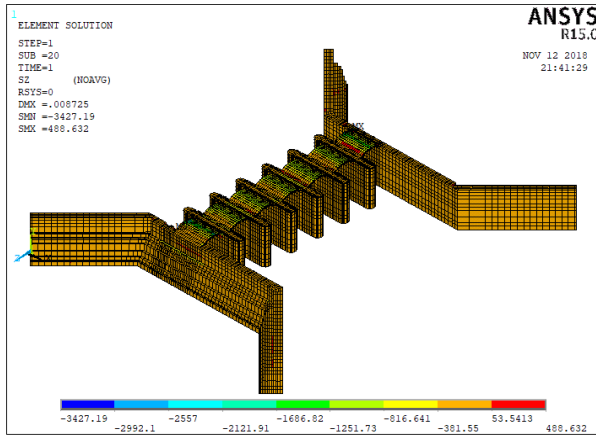 1
ELEMENT SOLUTION
STEP=1
SUB =20
TIME=1
SZ (NOAVG)
RSYS=0
DMX =.008725
SMN =-3427.19
SMX =488.632
ANSYS
R15.0
NOV 12 2018
21:41:29
MX
-3427.19
-2992.1
-2557
-2121.91
-1686.82
-1251.73
-816.641
-381.55
53.5413
488.632